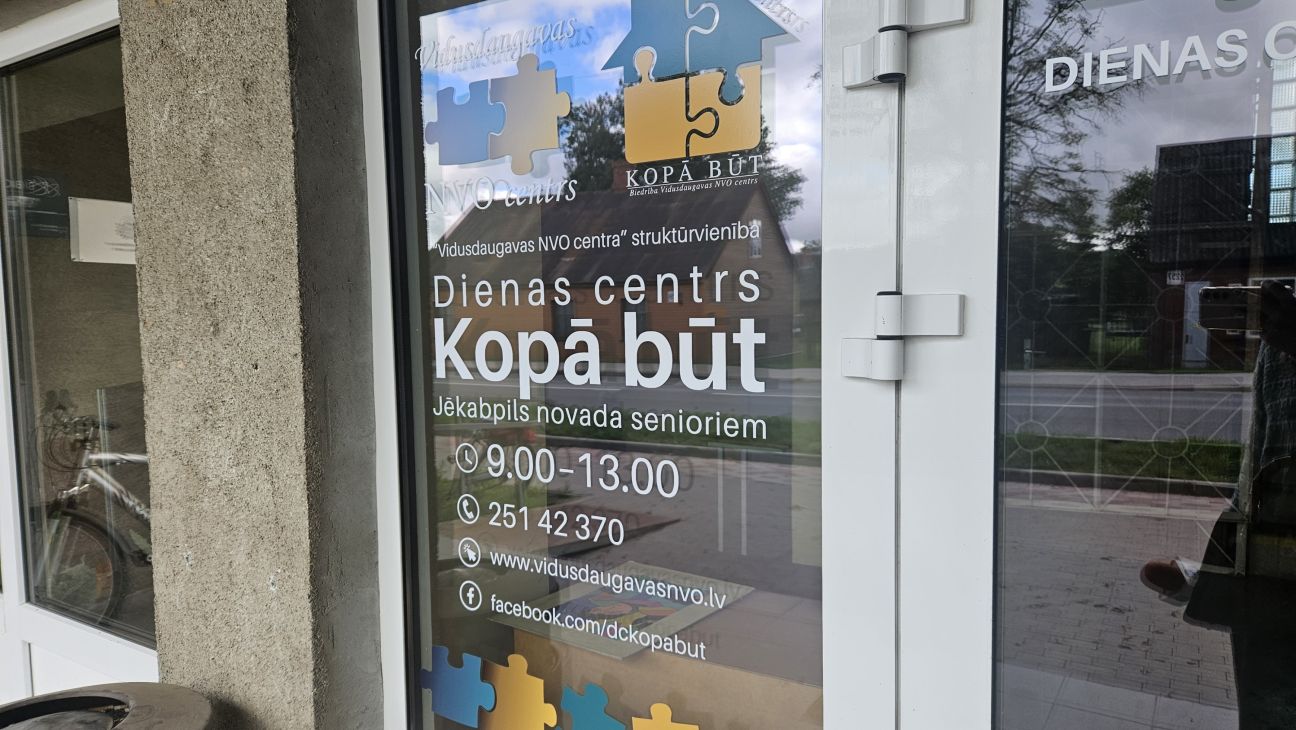 Vidusdaugavas
NVO centrs
KOPĀ BŪT
Biedrība Vidusdaugavas NVO centrs
"Vidusdaugavas NVO centra" struktūrvienība
Dienas centrs
Kopā būt
Jēkabpils novada senioriem
9.00-13.00
251 42 370
www.vidusdaugavasnvo.lv
facebook.com/dckopabut
DIENAS